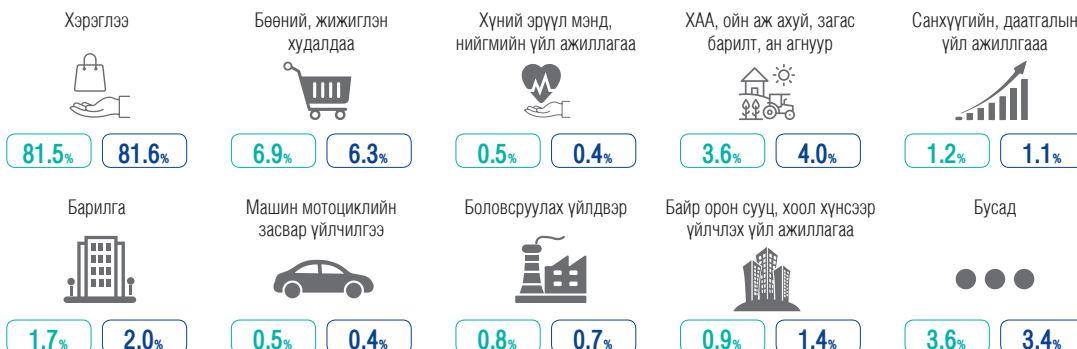 Хэрэглээ
Бөөний, жижиглэн
худалдаа
Хүний эрүүл мэнд,
нийгмийн үйл ажиллагаа
ХАА, ойн аж ахуй, загас
барилт, ан агнуур
Санхүүгийн, даатгалын
үйл ажиллгааа
81.5% 81.6%
6.9% 6.3%
0.5% 0.4%
3.6% 4.0%
1.2% 1.1%
Барилга
Машин мотоциклийн
засвар үйлчилгээ
Боловсруулах үйлдвэр
Байр орон сууц, хоол хүнсээр
үйлчлэх үйл ажиллагаа
Бусад
1.7% 2.0%
0.5% 0.4%
0.8% 0.7%
0.9% 1.4%
3.6% 3.4%